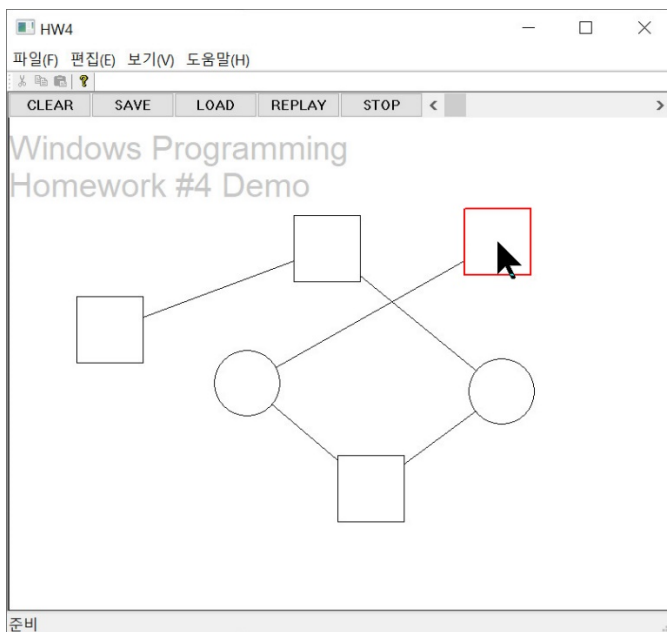 HW4
파일(F) 편집(E) 보기(V) 도움말(H)
CLEAR SAVE LOAD REPLAY STOP
Windows Programming
Homework #4 Demo
준비